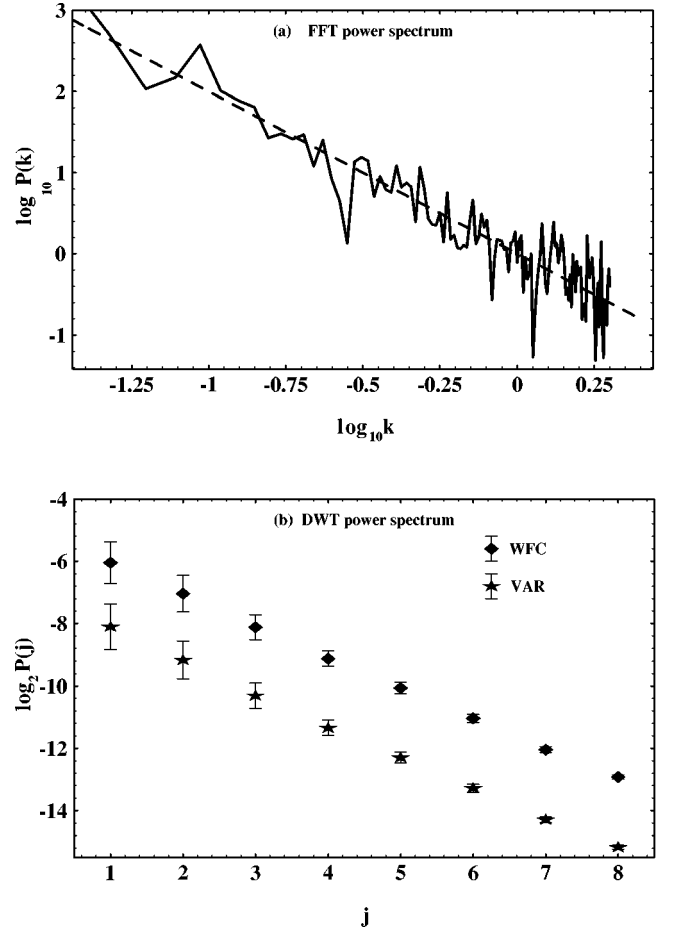 (a) FFT power spectrum
3
2
1
0
-1
log10 P(k)
-1.25 -1 -0.75 -0.5 -0.25 0 0.25
log10k
(b) DWT power spectrum
WFC
VAR
-4
-6
-8
-10
-12
-14
log2 P(j)
1 2 3 4 5 6 7 8
j